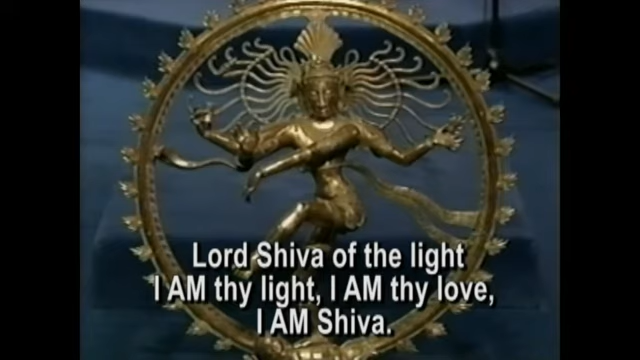 Lord Shiva of the light
I AM thy light, I AM thy love,
I AM Shiva.